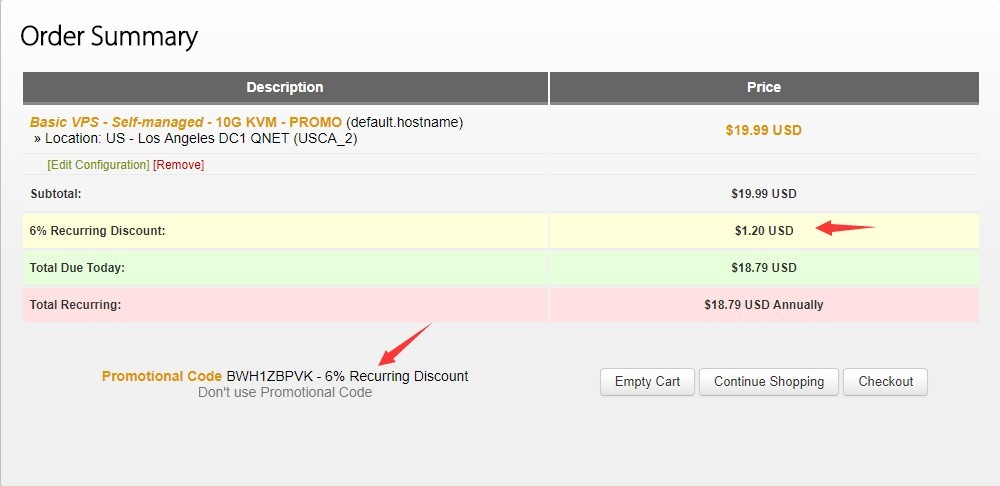 Order Summary
Description Price
Basic VPS - Self-managed - 10G KVM - PROMO (default.hostname)
» Location: US - Los Angeles DC1 QNET (USCA_2)
$19.99 USD
[Edit Configuration] [Remove]
Subtotal: $19.99 USD
6% Recurring Discount: $1.20 USD
Total Due Today: $18.79 USD
Total Recurring: $18.79 USD Annually
Promotional Code BWH1ZBPVK - 6% Recurring Discount
Don't use Promotional Code
Empty Cart Continue Shopping Checkout